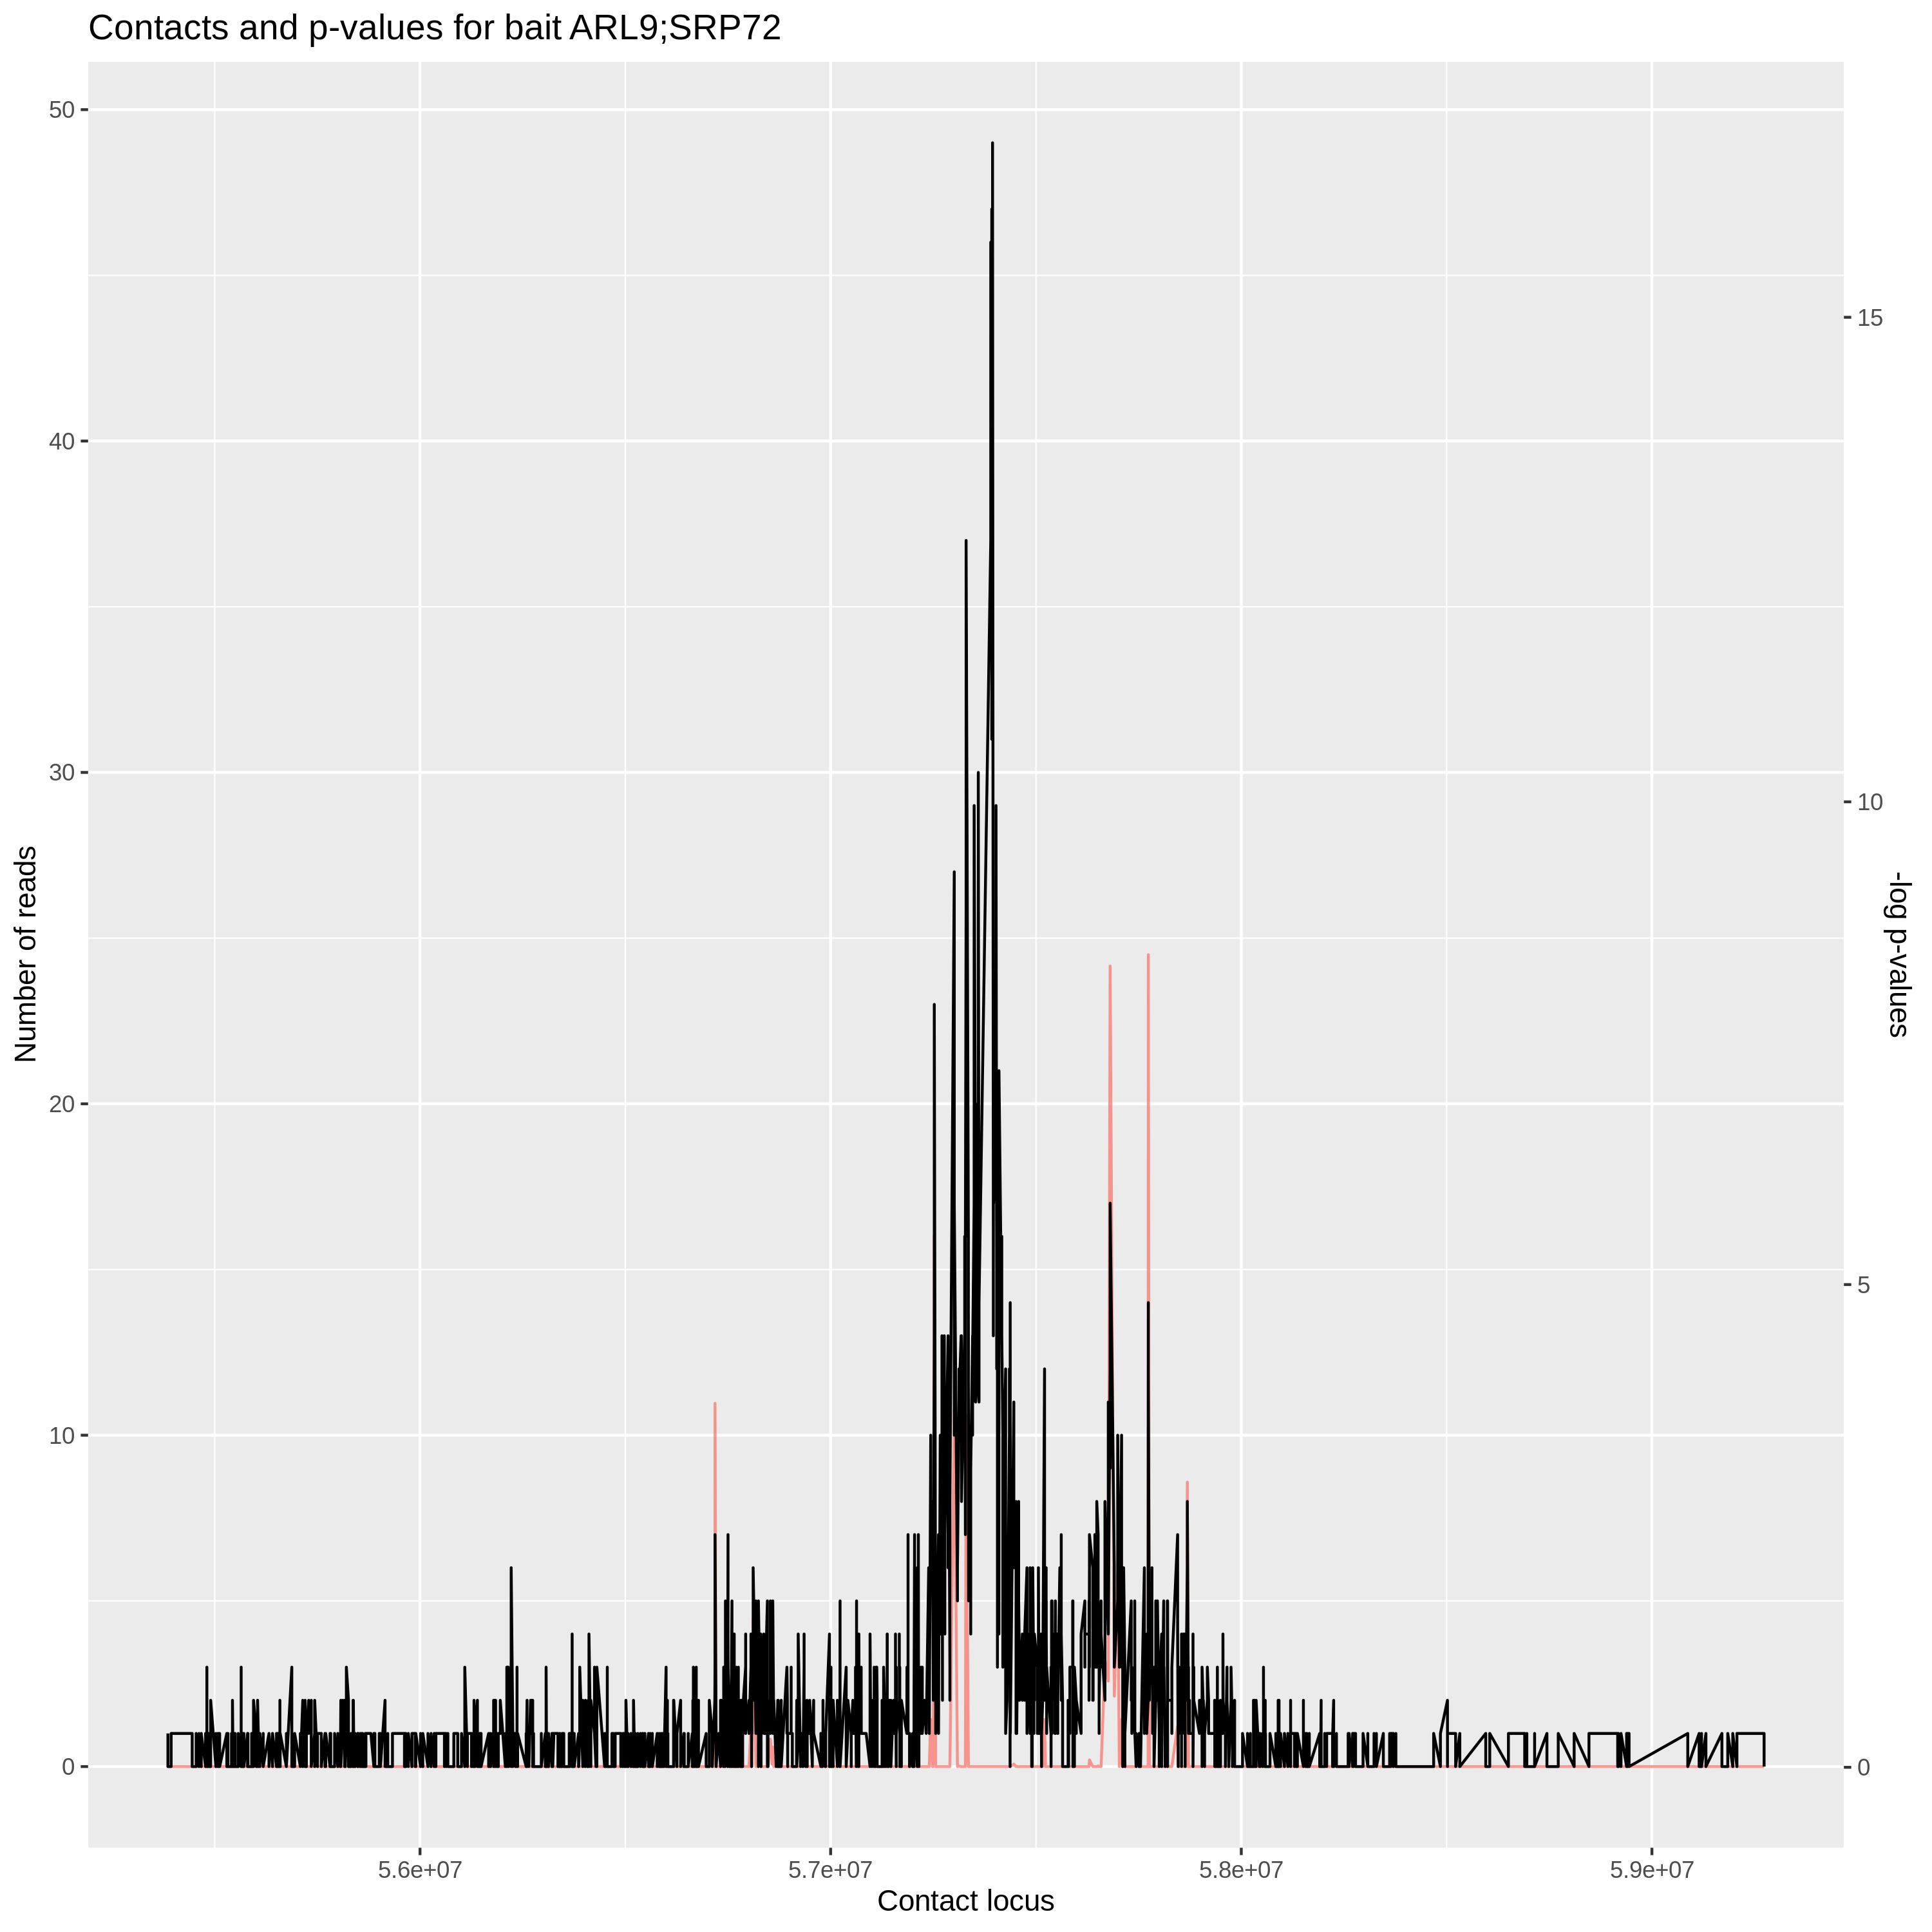 Contacts and p-values for bait ARL9;SRP72
50
40
30
20
10
0
Number of reads
15
10
5
0
-log p-values
5.6e+07
5.7e+07
5.8e+07
5.9e+07
Contact locus